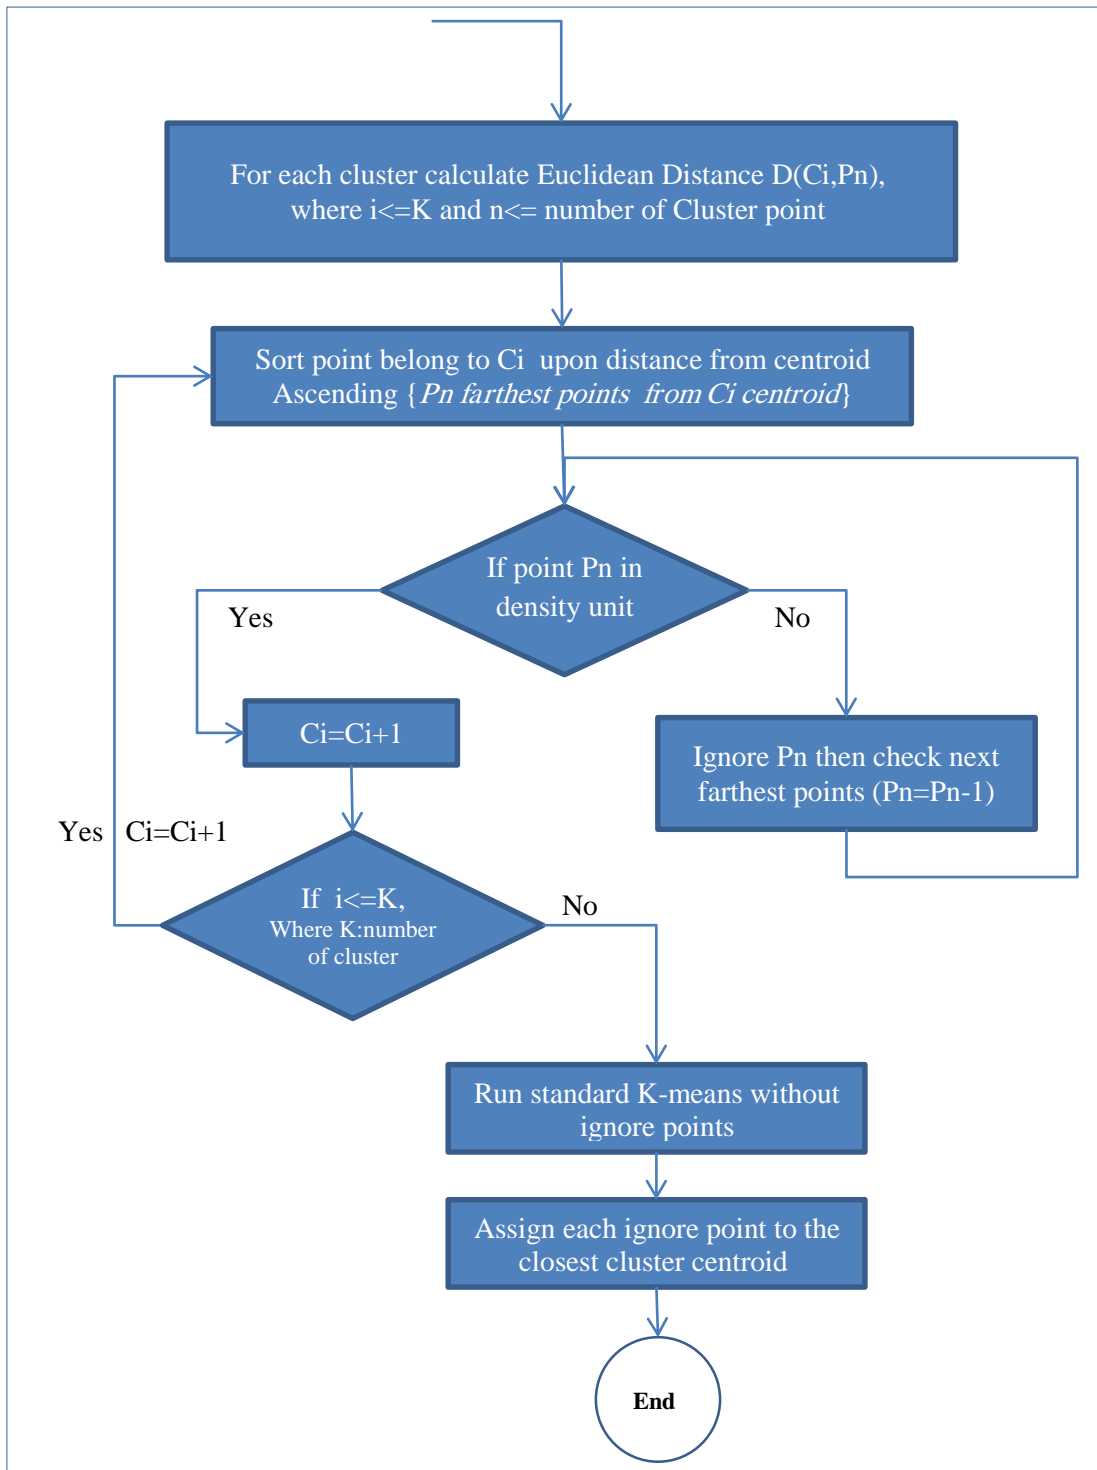 For each cluster calculate Euclidean Distance D(Ci,Pn),
where i<=K and n<= number of Cluster point
Sort point belong to Ci upon distance from centroid
Ascending {Pn farthest points from Ci centroid}
If point Pn in
density unit
Yes
No
Ci=Ci+1
Ignore Pn then check next
farthest points (Pn=Pn-1)
Yes Ci=Ci+1
If i<=K,
Where K:number
of cluster
No
Run standard K-means without
ignore points
Assign each ignore point to the
closest cluster centroid
End